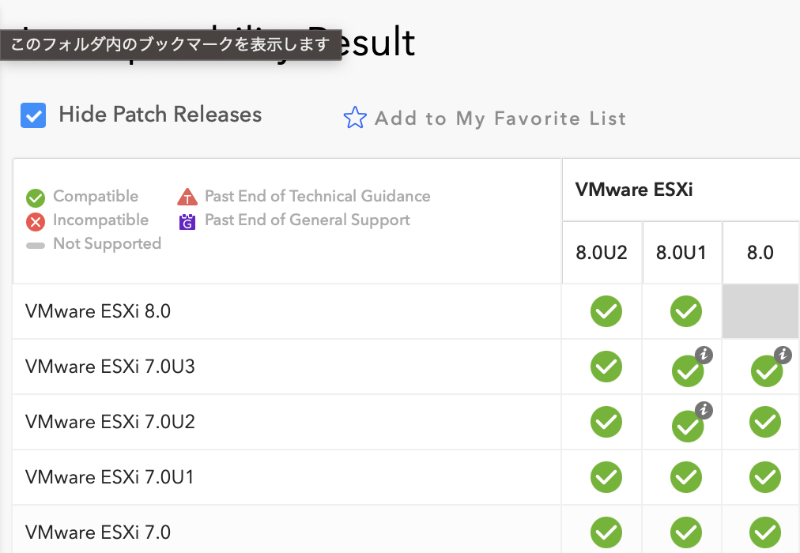 Result
このフォルダ内のブックマークを表示します
Hide Patch Releases
Add to My Favorite List
Compatible
Past End of Technical Guidance
Incompatible
Past End of General Support
Not Supported
VMware ESXi
8.0U2
8.0U1
8.0
VMware ESXi 8.0
VMware ESXi 7.0U3
VMware ESXi 7.0U2
VMware ESXi 7.0U1
VMware ESXi 7.0